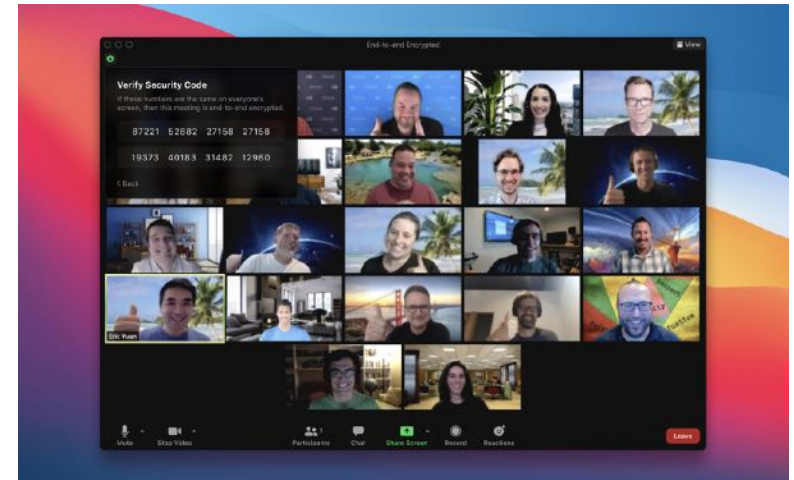 End-to-end Encrypted
View
Verify Security Code
If these numbers are the same on everyone's
screen, then this meeting is end-to-end encrypted.
87221 52882 27158 27158
19373 40183 31482 12980
Back
Eric Yuan
Mute
Stop Video
Participants
Chat
Share Screen
Record
Reactions
Leave